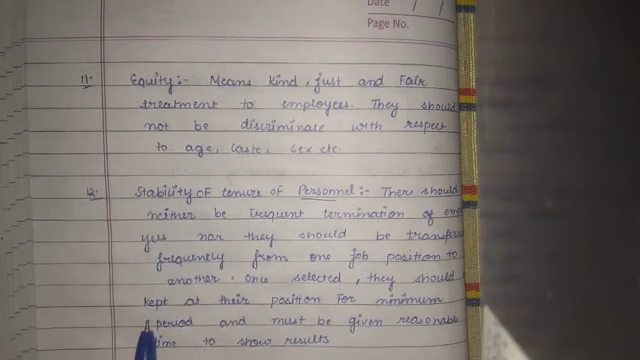 Date / /
Page No.
11. Equity :- Means Kind, just and Fair
treatment to employees. They should
not be discriminate with respect
to age, caste, sex etc.
12. Stability of tenure of Personnel :- There should
neither be frequent termination of emp
yes nor they should be transfer
frequently from one job position to
another. Once selected, they should
kept at their position For minimum
period and must be given reasonable
time to show results